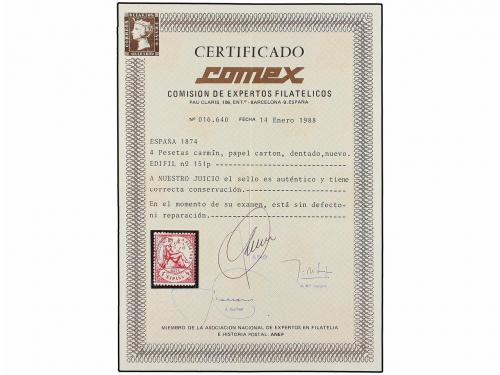 CERTIFICADO
comex
COMISION DE EXPERTOS FILATELICOS
PAU CLARIS, 106, ENT.º - BARCELONA-9. ESPAÑA
Nº 016.640 FECHA 14 Enero 1988
ESPAÑA 1874
4 Pesetas carmín, papel carton, dentado,nuevo.
EDIFIL nº 151p
A NUESTRO JUICIO el sello es auténtico y tiene
correcta conservación.
En el momento de su examen, está sin defecto-
ni reparación.
MIEMBRO DE LA ASOCIACION NACIONAL DE EXPERTOS EN FILATELIA
E HISTORIA POSTAL. ANEF